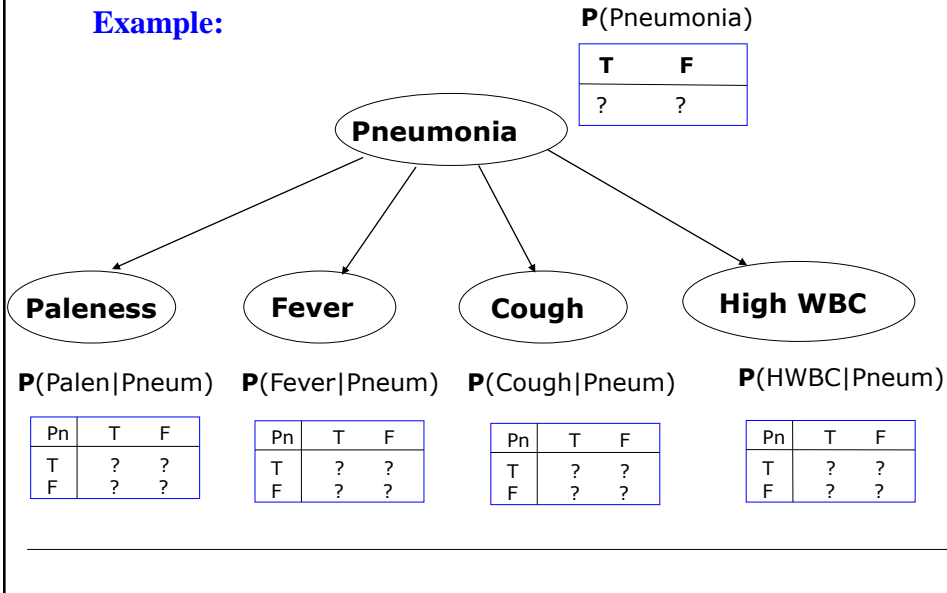 Example:
P(Pneumonia)
T F
? ?
Pneumonia
Paleness Fever Cough High WBC
P(Palen|Pneum) P(Fever|Pneum) P(Cough|Pneum) P(HWBC|Pneum)
Pn T F
T ? ?
F ? ?
Pn T F
T ? ?
F ? ?
Pn T F
T ? ?
F ? ?
Pn T F
T ? ?
F ? ?